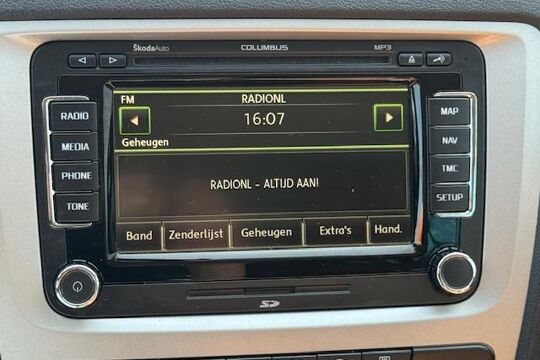 ŠkodaAuto COLUMBUS MP3
FM RADIONL
16:07
Geheugen
RADIONL - ALTIJD AAN!
Band Zenderlijst Geheugen Extra's Hand.
RADIO
MEDIA
PHONE
TONE
MAP
NAV
TMC
SETUP
SD